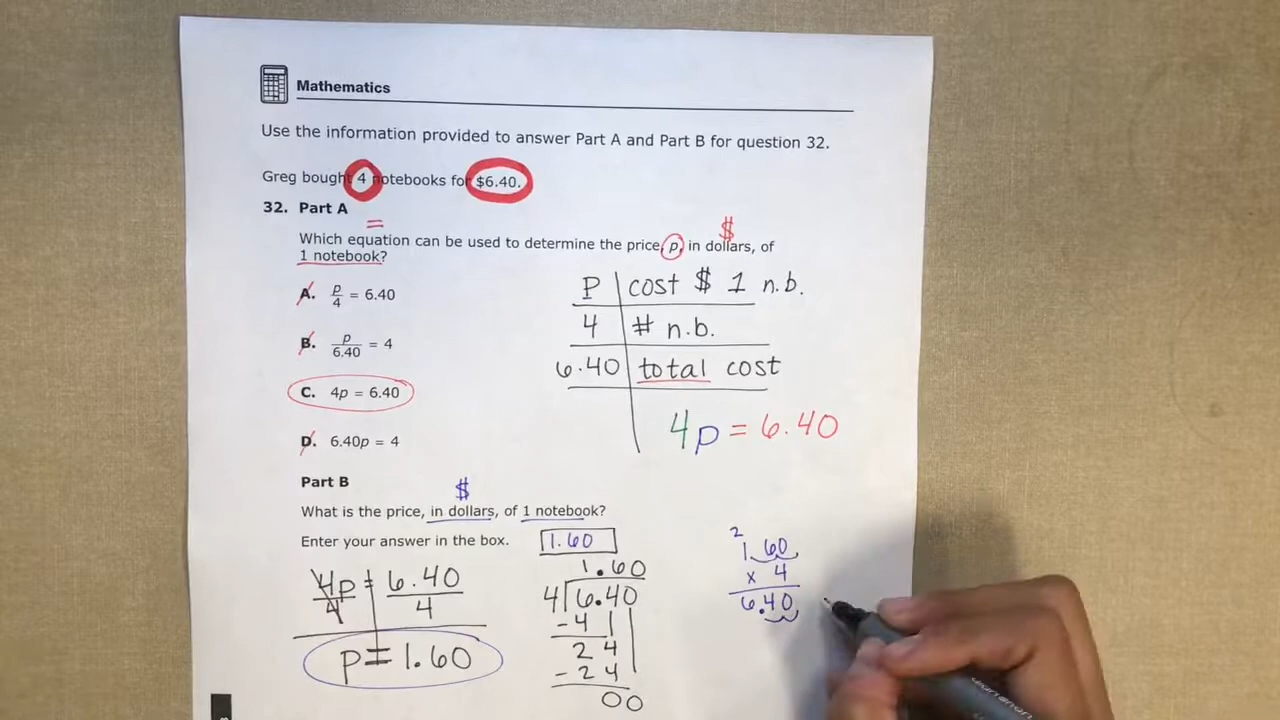 Mathematics
Use the information provided to answer Part A and Part B for question 32.
Greg bought 4 notebooks for $6.40.
32. Part A
=
$
Which equation can be used to determine the price, p, in dollars, of
1 notebook?
A. p/4 = 6.40
B. p/6.40 = 4
C. 4p = 6.40
D. 6.40p = 4
P cost $ 1 n.b.
4 # n.b.
6.40 total cost
4p = 6.40
Part B
$
What is the price, in dollars, of 1 notebook?
Enter your answer in the box. 1.60
4p/4 = 6.40/4
p = 1.60
1.60
4 6.40
-4 1
2 4
-2 4
00
2
1.60
x 4
6.40